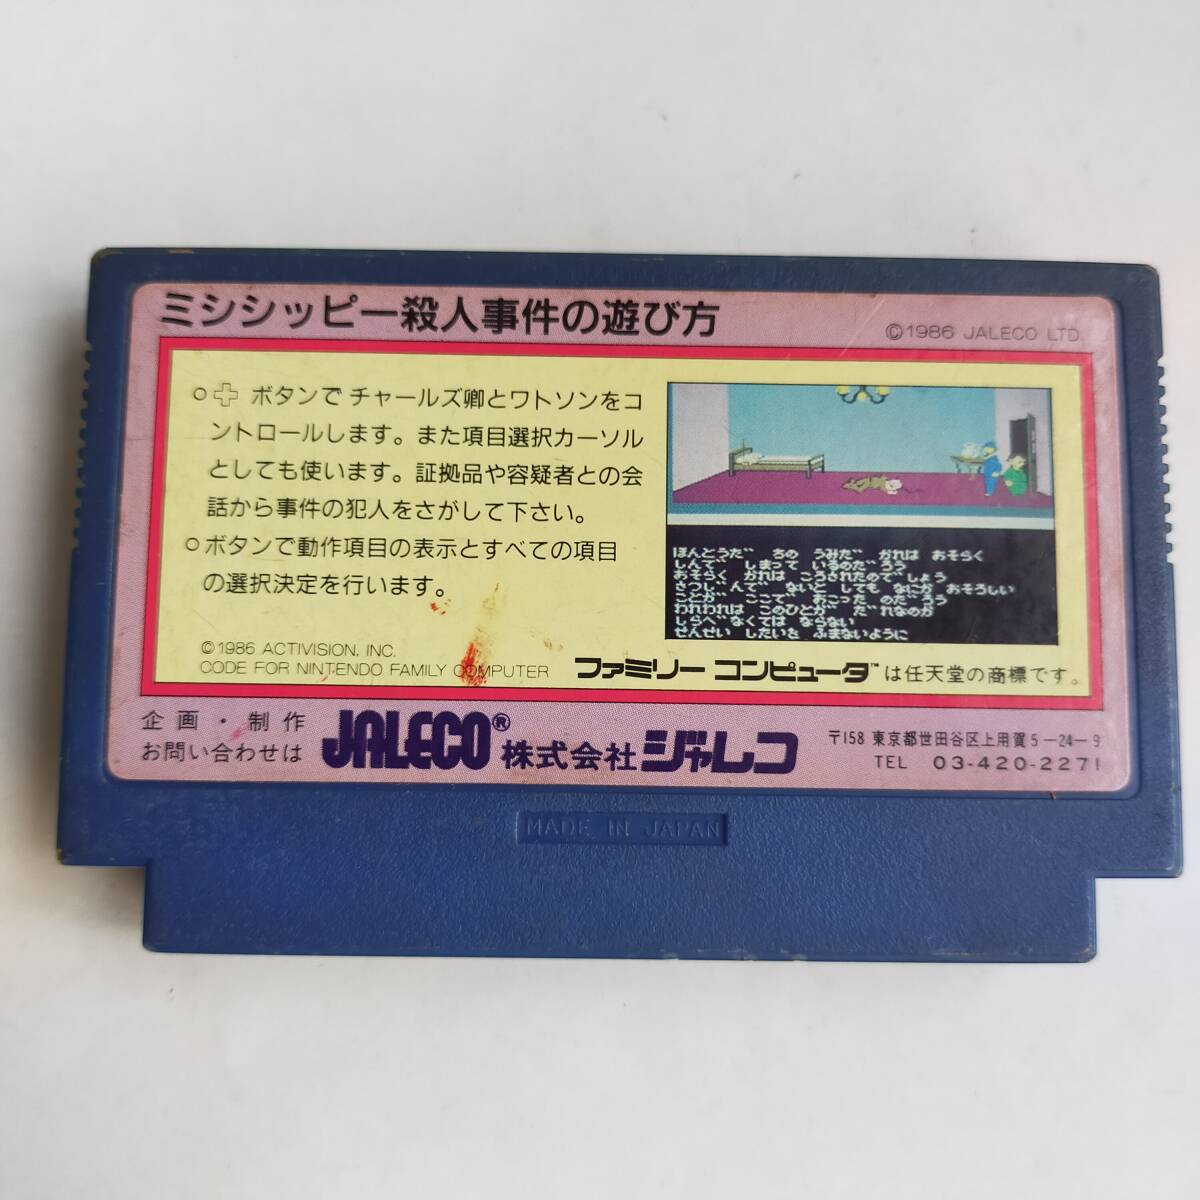 ミシシッピー殺人事件の遊び方
©1986 JALECO LTD.
○✚ ボタンで チャールズ卿とワトソンをコ
ントロールします。また項目選択カーソル
としても使います。証拠品や容疑者との会
話から事件の犯人をさがして下さい。
○ボタンで動作項目の表示とすべての項目
の選択決定を行います。
ほんとうだ ちの うみだ かれは おそらく
しんで しまって いるのだろう
おそらく かれは こうされたのでしょう
さつじんで ないと しても なにか おそろしい
ことが ここで おこった のだろう
われわれは このひとが だれなのか
しらべなくては ならない
せんせい したいを ふまないように
©1986 ACTIVISION, INC.
CODE FOR NINTENDO FAMILY COMPUTER
ファミリー コンピュータ™は任天堂の商標です。
企画・制作
お問い合わせは
JALECO® 株式会社ジャレコ
〒158 東京都世田谷区上用賀5-24-9
TEL 03-420-2271
MADE IN JAPAN